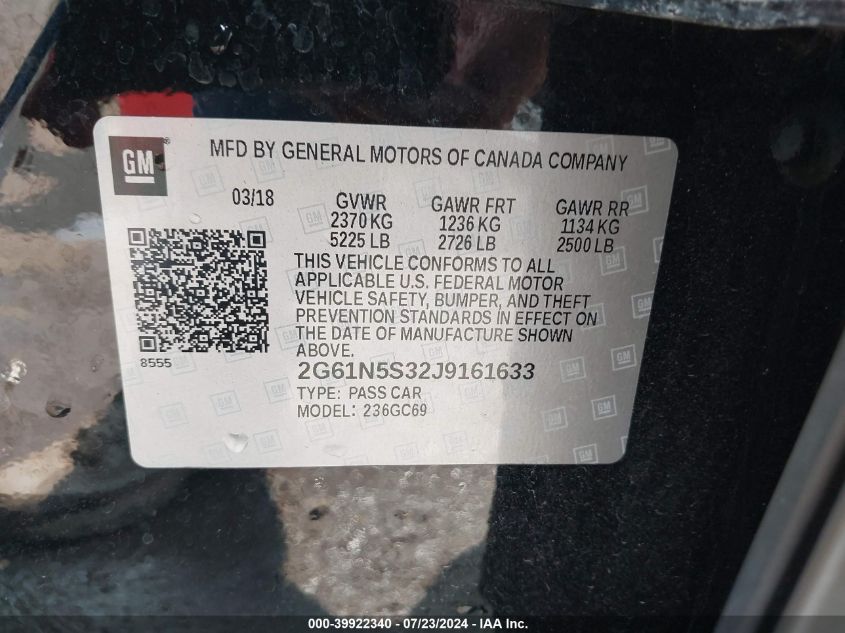 GM
MFD BY GENERAL MOTORS OF CANADA COMPANY
03/18 GVWR GAWR FRT GAWR RR
2370 KG 1236 KG 1134 KG
5225 LB 2726 LB 2500 LB
THIS VEHICLE CONFORMS TO ALL
APPLICABLE U.S. FEDERAL MOTOR
VEHICLE SAFETY, BUMPER, AND THEFT
PREVENTION STANDARDS IN EFFECT ON
THE DATE OF MANUFACTURE SHOWN
ABOVE.
8555
2G61N5S32J9161633
TYPE: PASS CAR
MODEL: 236GC69
000-39922340 - 07/23/2024 - IAA Inc.